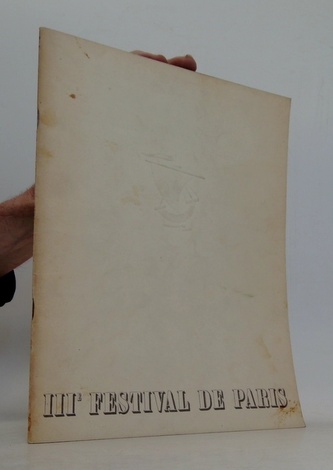 IIIᵉ FESTIVAL DE PARIS